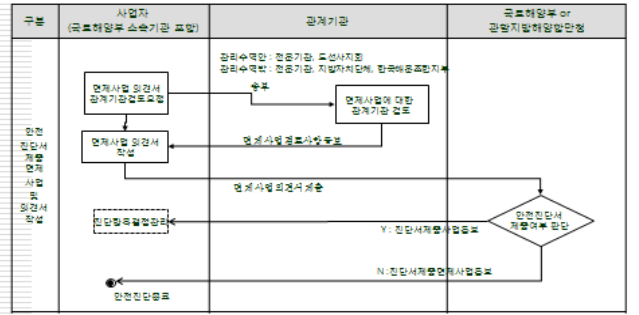 구분
사업자
(국토해양부 소속기관 포함)
관계기관
국토해양부 or
관할지방해양항만청
관리수역안 : 전문기관, 도선사지회
관리수역밖 : 전문기관, 지방자치단체, 한국해운조합지부
면제사업 의견서
관계기관검토요청
송부
면제사업에 대한
관계기관 검토
안전
진단서
제출
면제
사업
및
의견서
작성
면제사업 의견서
작성
면제사업검토사항통보
면제사업의견서제출
진단항목결정관리
안전진단서
제출여부 판단
Y : 진단서제출사업통보
N :진단서제출면제사업통보
안전진단종료